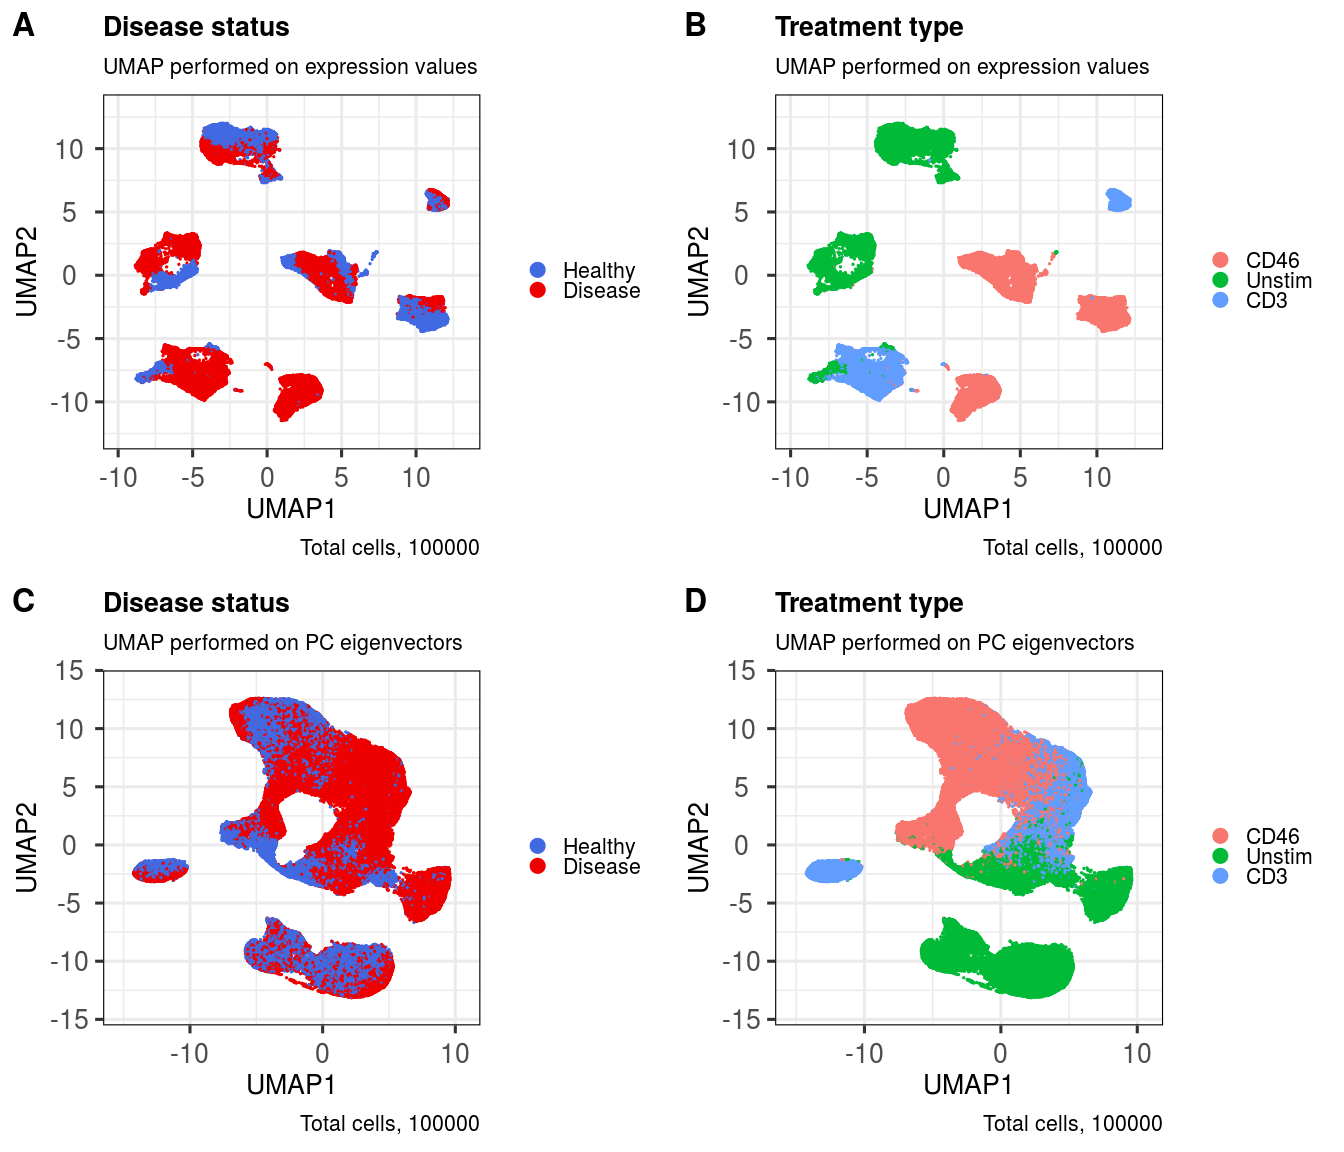 A
Disease status
UMAP performed on expression values
10
5
0
-5
-10
UMAP2
-10 -5 0 5 10
UMAP1
Total cells, 100000
Healthy
Disease
B
Treatment type
UMAP performed on expression values
10
5
0
-5
-10
UMAP2
-10 -5 0 5 10
UMAP1
Total cells, 100000
CD46
Unstim
CD3
C
Disease status
UMAP performed on PC eigenvectors
15
10
5
0
-5
-10
-15
UMAP2
-10 0 10
UMAP1
Total cells, 100000
Healthy
Disease
D
Treatment type
UMAP performed on PC eigenvectors
15
10
5
0
-5
-10
-15
UMAP2
-10 0 10
UMAP1
Total cells, 100000
CD46
Unstim
CD3